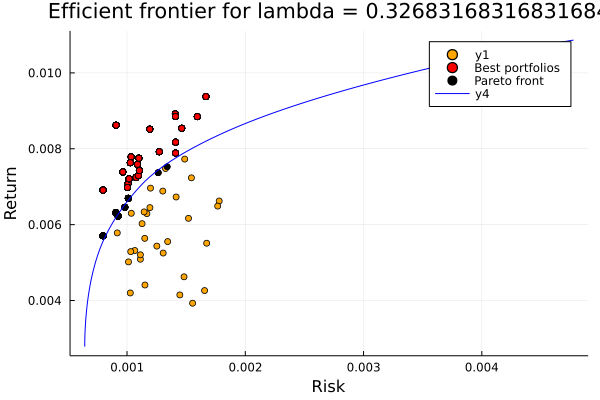 Efficient frontier for lambda = 0.3268316831683168
y1
Best portfolios
Pareto front
y4
0.010
0.008
0.006
0.004
Return
0.001
0.002
0.003
0.004
Risk